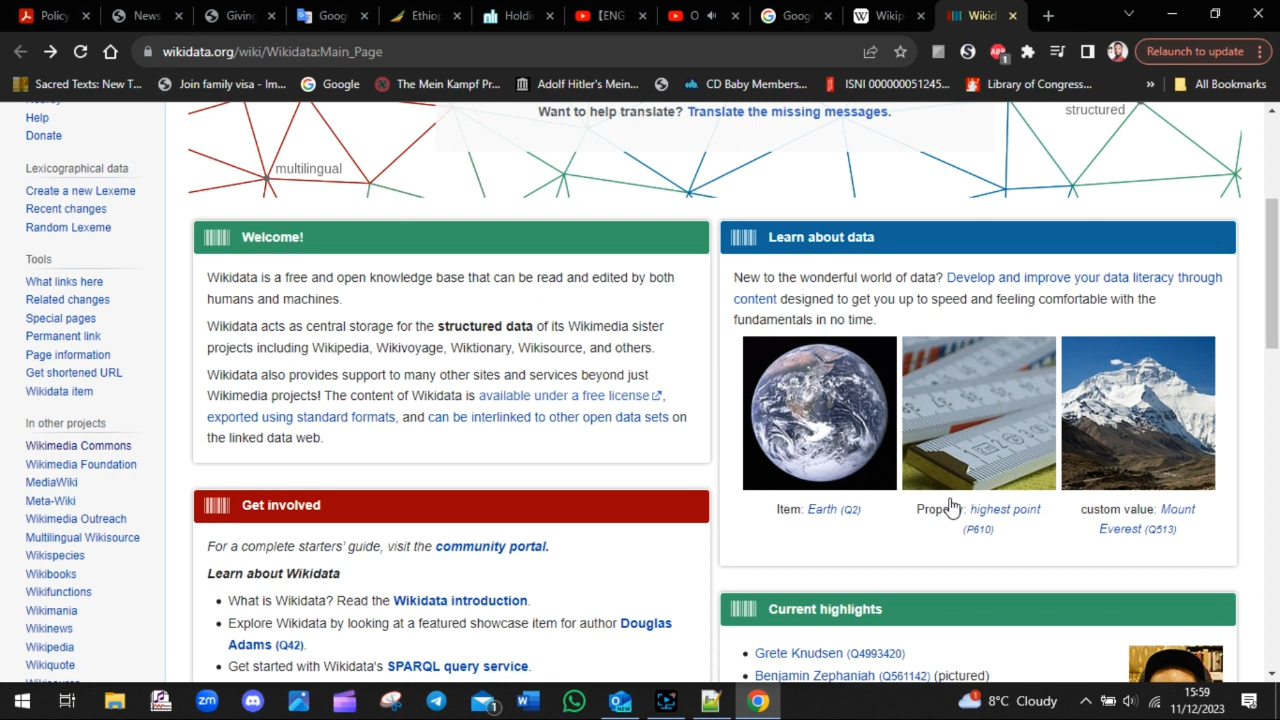 Policy
News
Giving
Googl
Ethiop
Holdi
【ENG
O
Googl
Wikip
Wikid
wikidata.org/wiki/Wikidata:Main_Page
Relaunch to update
Sacred Texts: New T...
Join family visa - Im...
Google
The Mein Kampf Pr...
Adolf Hitler's Mein...
CD Baby Members...
ISNI 000000051245...
Library of Congress...
»
All Bookmarks
Help
Donate
Lexicographical data
Create a new Lexeme
Recent changes
Random Lexeme
Tools
What links here
Related changes
Special pages
Permanent link
Page information
Get shortened URL
Wikidata item
In other projects
Wikimedia Commons
Wikimedia Foundation
MediaWiki
Meta-Wiki
Wikimedia Outreach
Multilingual Wikisource
Wikispecies
Wikibooks
Wikifunctions
Wikimania
Wikinews
Wikipedia
Wikiquote
Want to help translate? Translate the missing messages.
structured
multilingual
Welcome!
Wikidata is a free and open knowledge base that can be read and edited by both
humans and machines.
Wikidata acts as central storage for the structured data of its Wikimedia sister
projects including Wikipedia, Wikivoyage, Wiktionary, Wikisource, and others.
Wikidata also provides support to many other sites and services beyond just
Wikimedia projects! The content of Wikidata is available under a free license,
exported using standard formats, and can be interlinked to other open data sets on
the linked data web.
Get involved
For a complete starters' guide, visit the community portal.
Learn about Wikidata
• What is Wikidata? Read the Wikidata introduction.
• Explore Wikidata by looking at a featured showcase item for author Douglas
Adams (Q42).
• Get started with Wikidata's SPARQL query service.
Learn about data
New to the wonderful world of data? Develop and improve your data literacy through
content designed to get you up to speed and feeling comfortable with the
fundamentals in no time.
Item: Earth (Q2)
highest point
(P610)
custom value: Mount
Everest (Q513)
Current highlights
• Grete Knudsen (Q4993420)
• Benjamin Zephaniah (Q561142) (pictured)
8°C Cloudy
15:59
11/12/2023